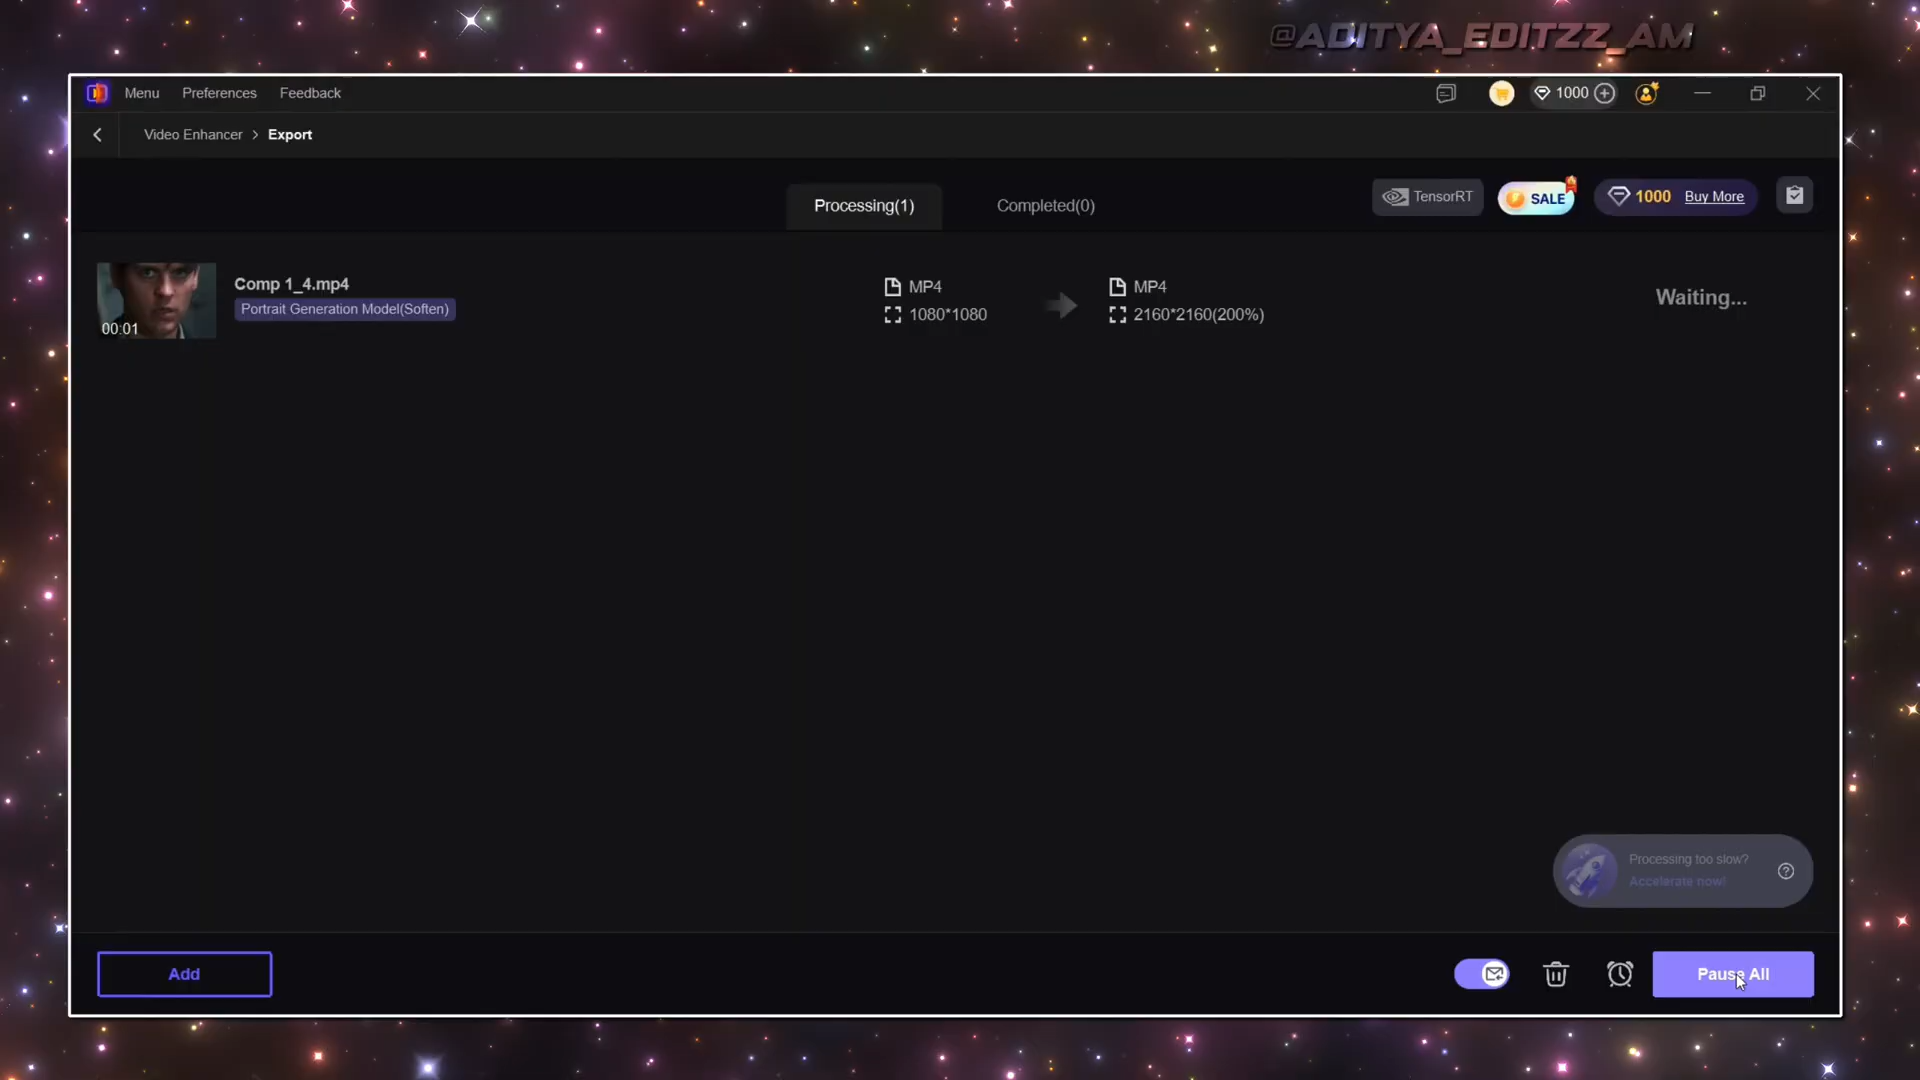 @ADITYA_EDITZZ_AM
Menu Preferences Feedback 1000
Video Enhancer > Export
Processing(1) Completed(0) TensorRT SALE 1000 Buy More
Comp 1_4.mp4 MP4 MP4
Portrait Generation Model(Soften) 1080*1080 2160*2160(200%) Waiting...
00:01
Processing too slow?
Accelerate now!
Add Pause All